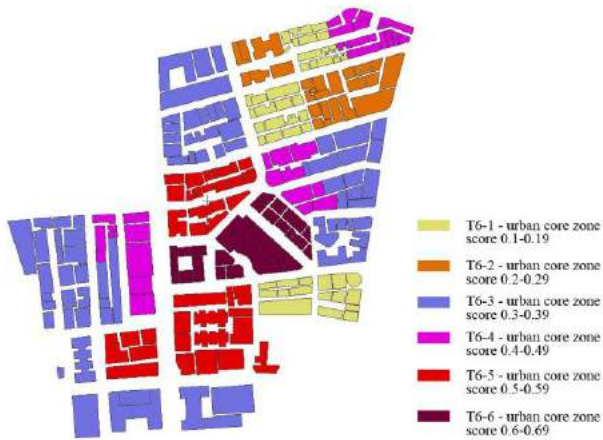 T6-1 - urban core zone
score 0.1-0.19
T6-2 - urban core zone
score 0.2-0.29
T6-3 - urban core zone
score 0.3-0.39
T6-4 - urban core zone
score 0.4-0.49
T6-5 - urban core zone
score 0.5-0.59
T6-6 - urban core zone
score 0.6-0.69